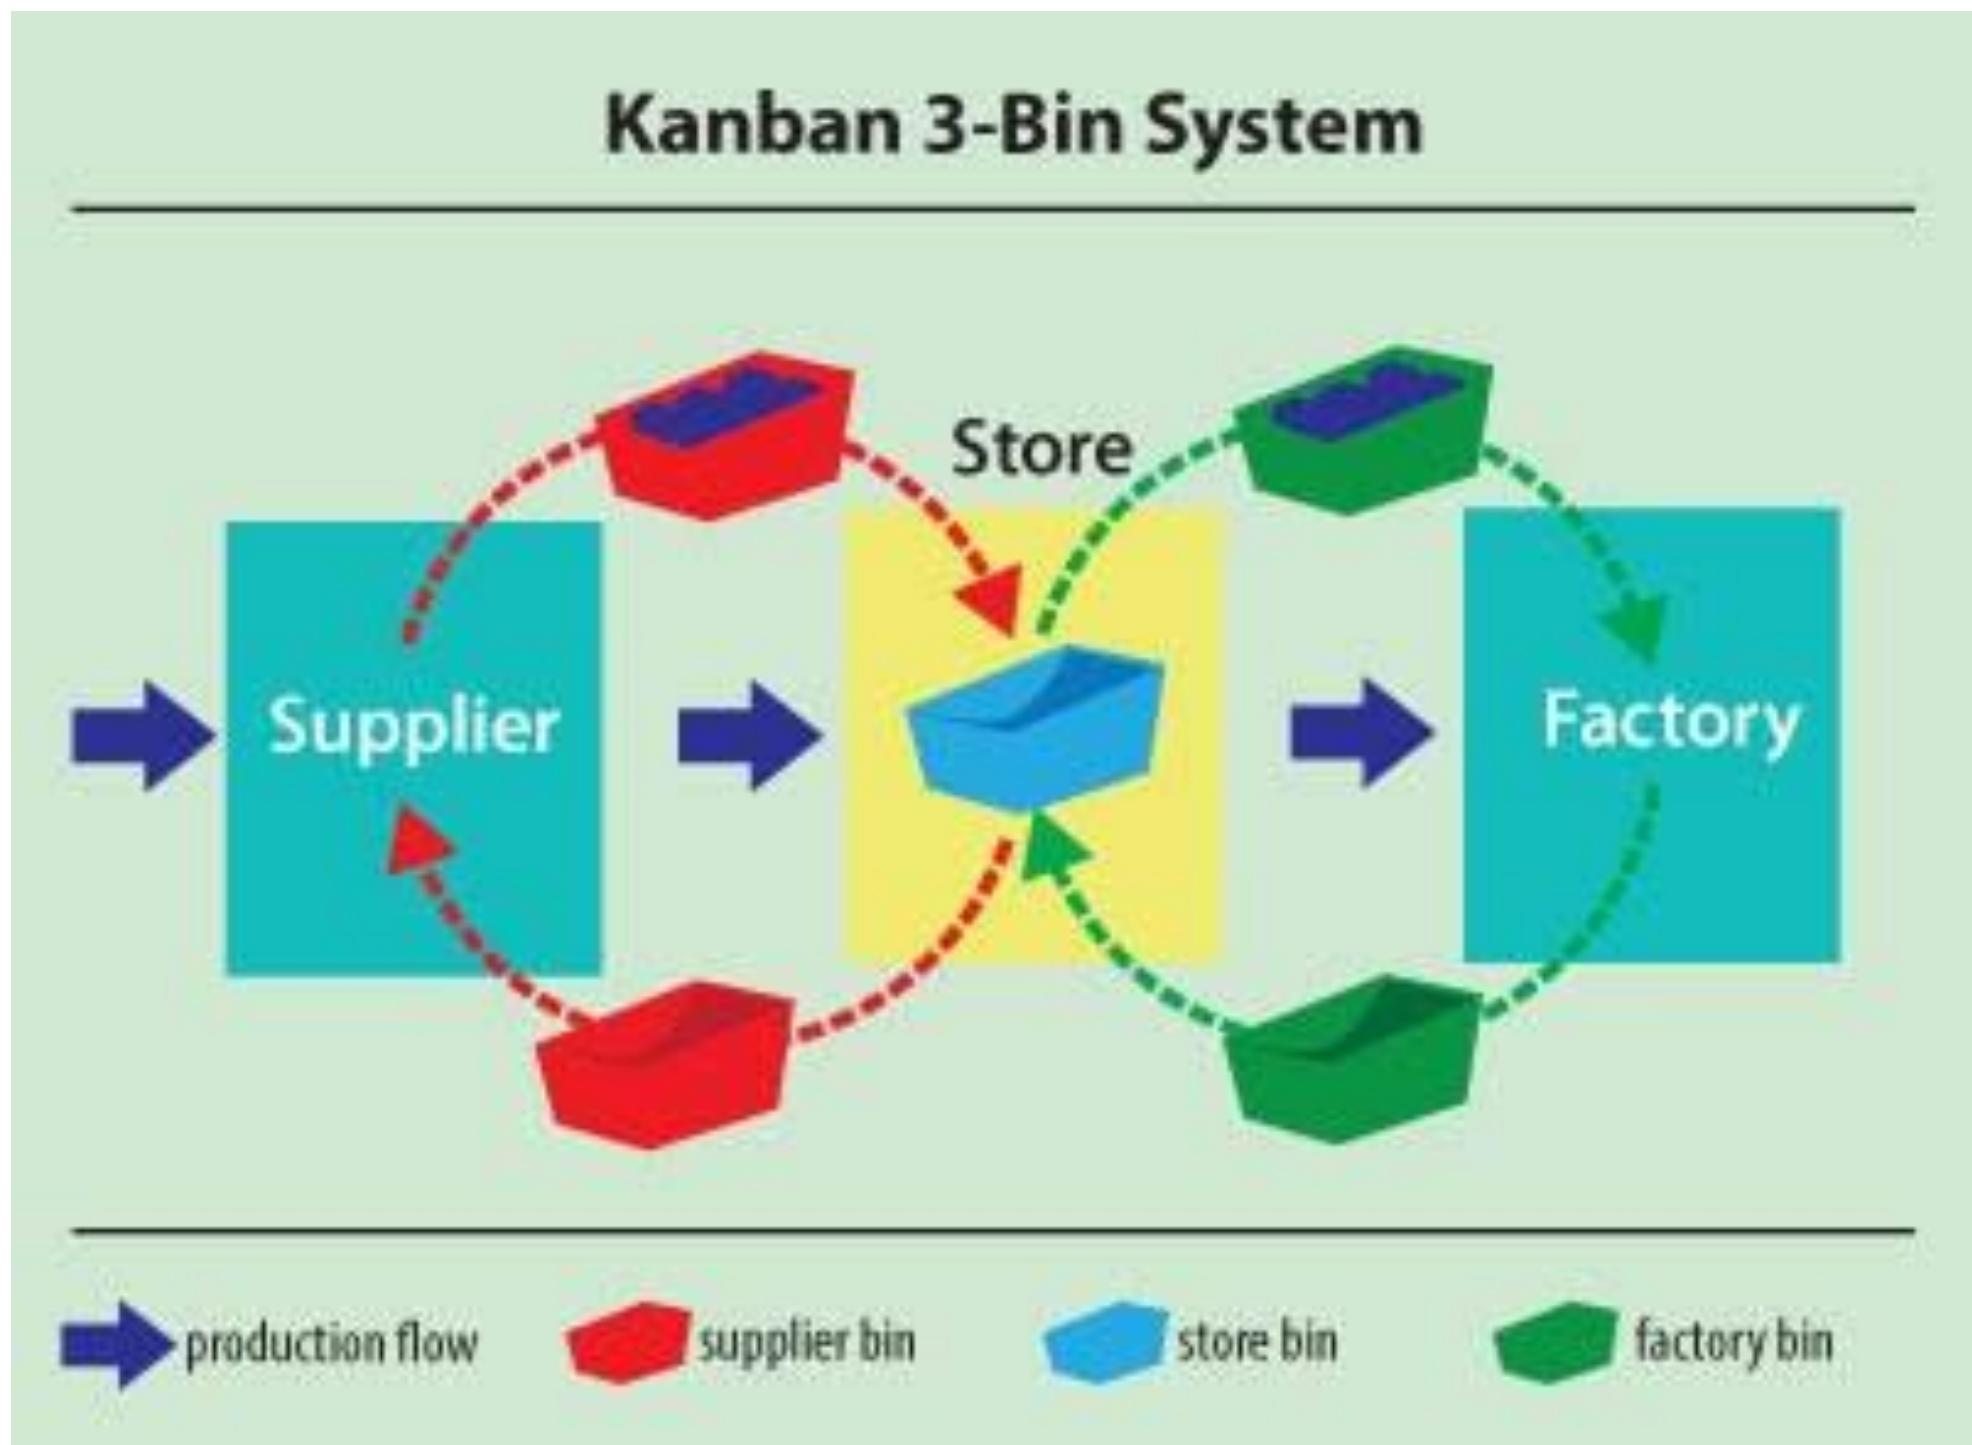 Kanban 3-Bin System
Store
Supplier
Factory
production flow
supplier bin
store bin
factory bin